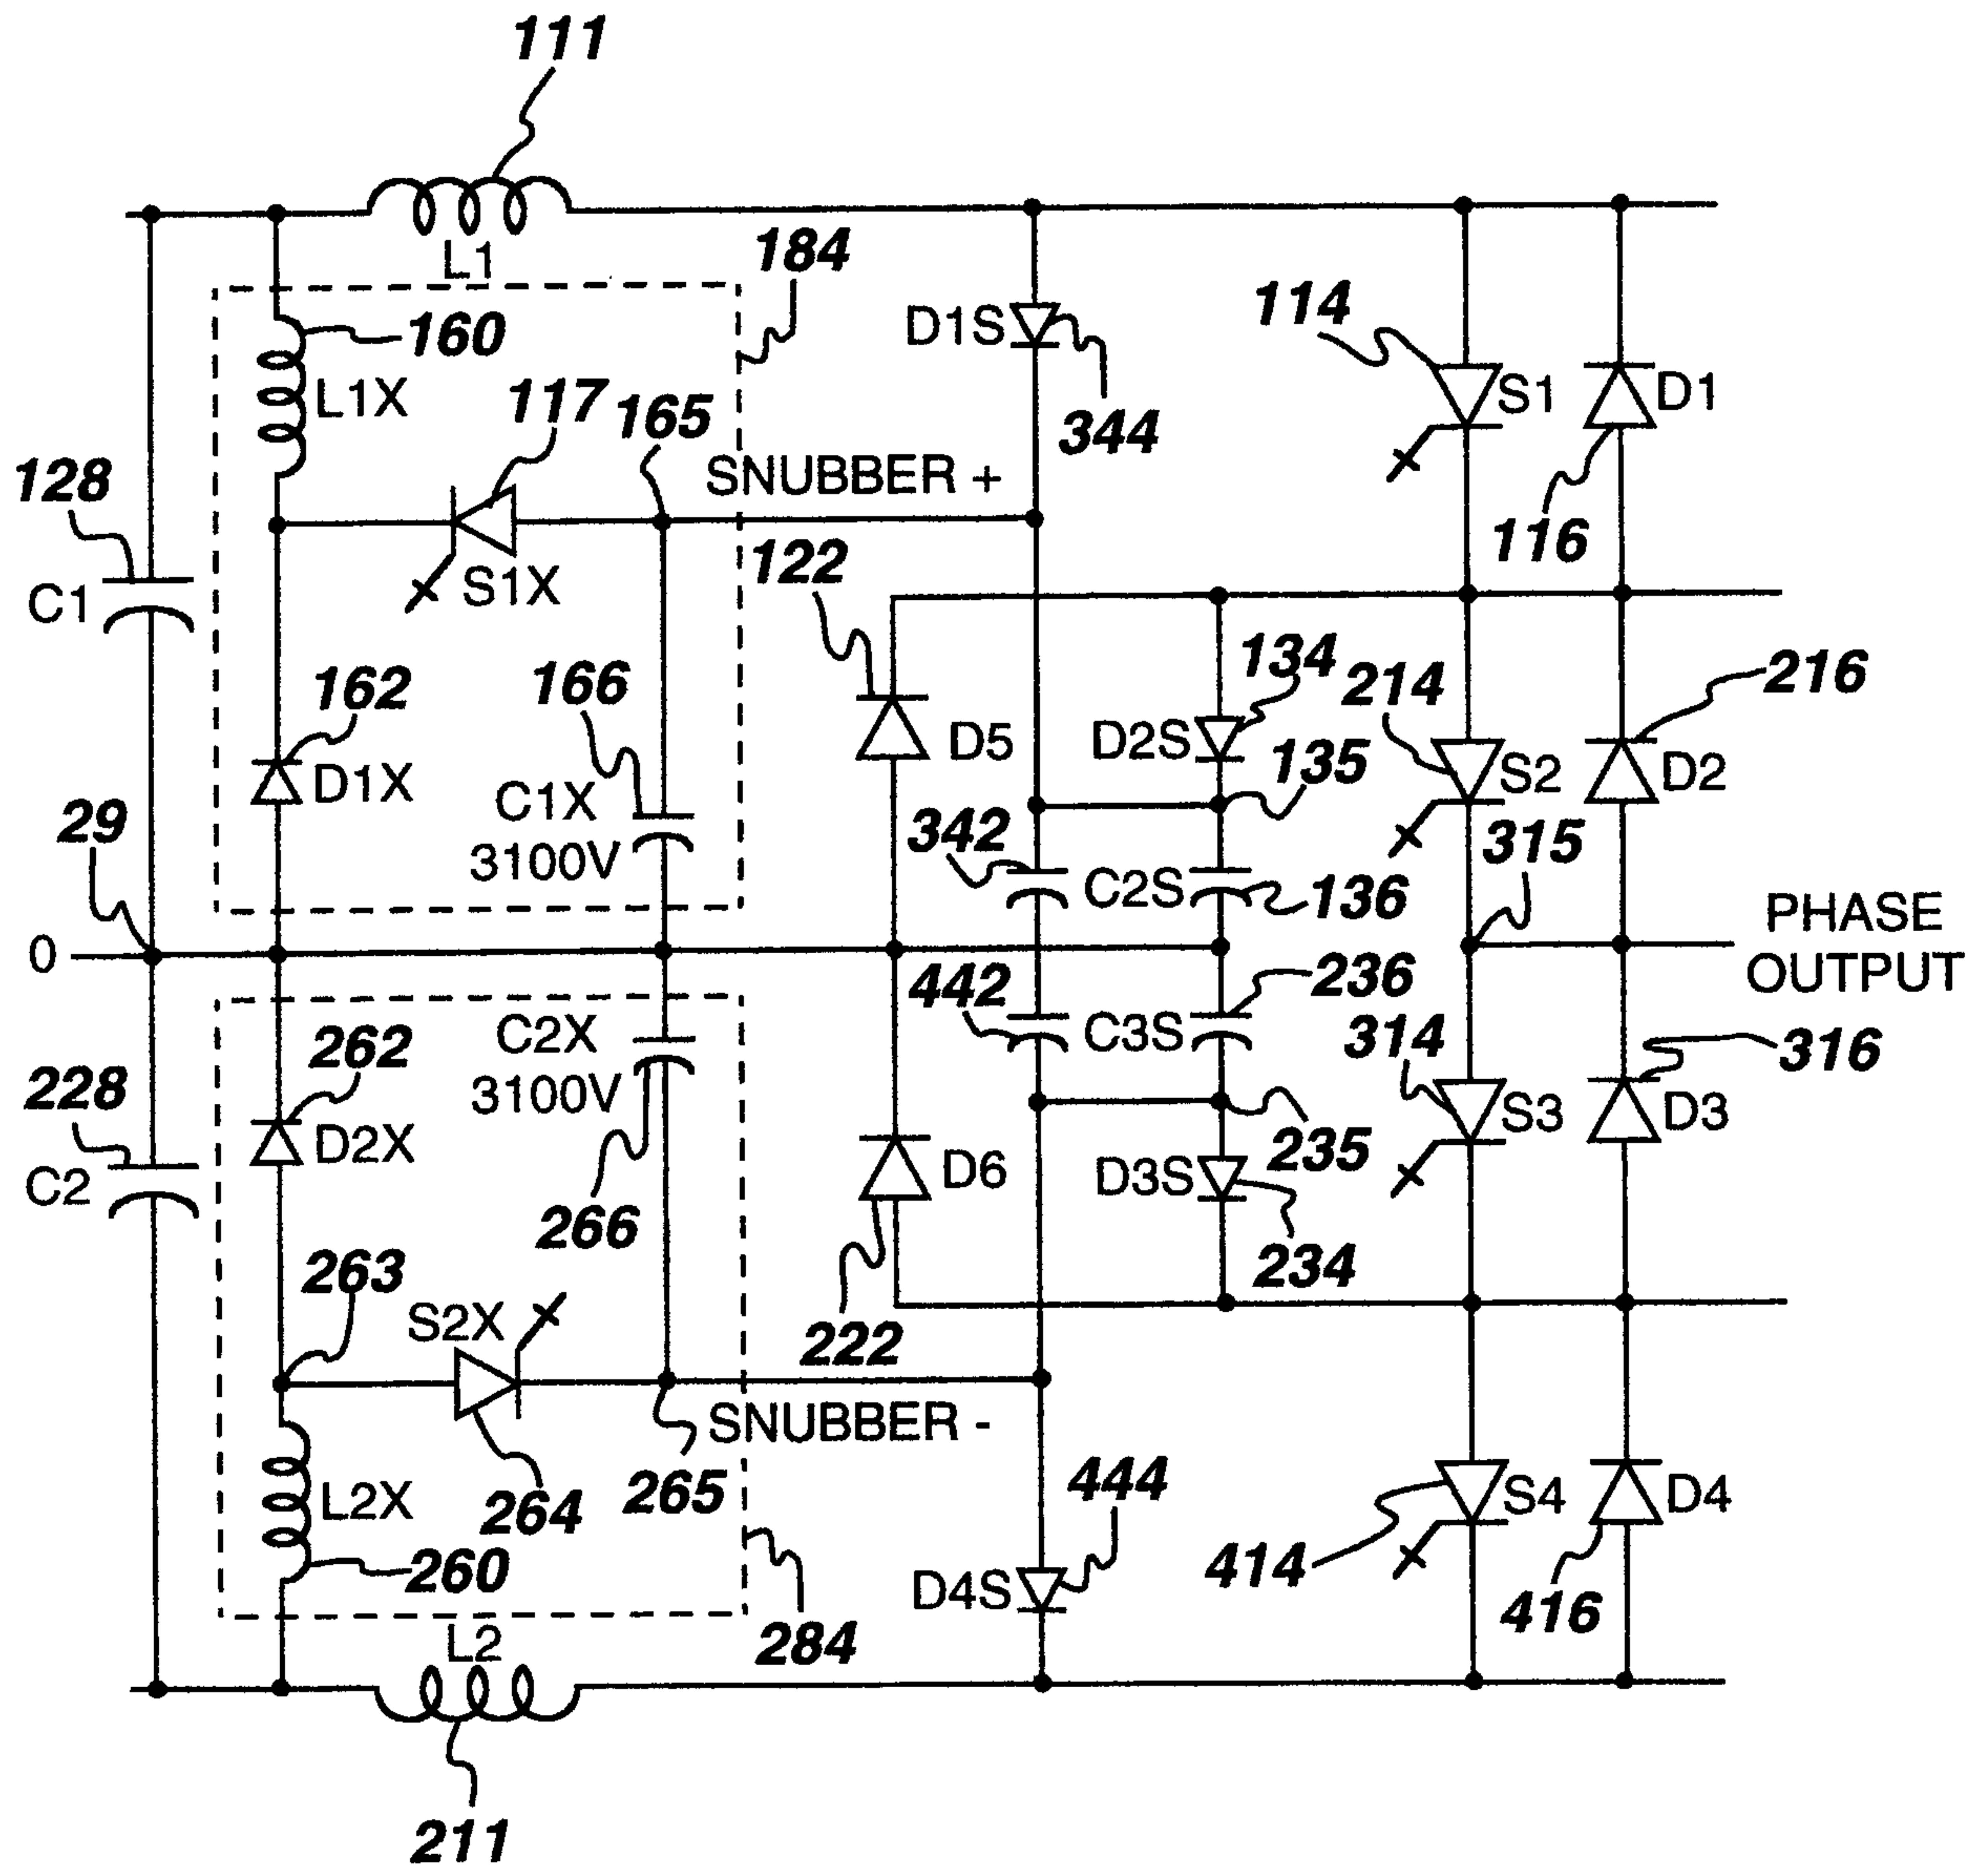 111
L1
184
160
L1X
117
165
D1S
344
114
S1
D1
116
SNUBBER +
128
C1
S1X
122
162
D1X
166
C1X
3100V
D5
134
D2S
135
214
S2
216
D2
315
29
342
C2S
136
0
PHASE
OUTPUT
442
C3S
236
262
D2X
C2X
3100V
314
S3
316
D3
228
C2
266
D6
D3S
235
234
263
S2X
222
SNUBBER -
264
265
L2X
260
444
D4S
S4
D4
414
416
284
L2
211